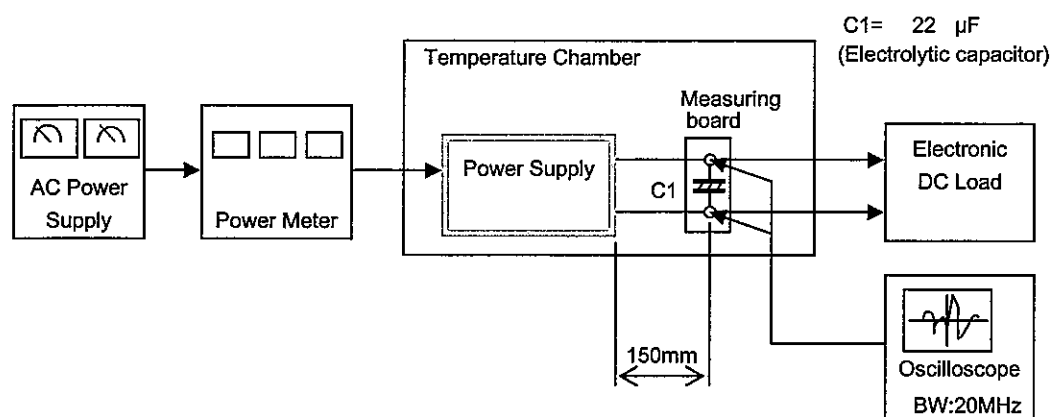 C1= 22 µF
(Electrolytic capacitor)
Temperature Chamber
Measuring
board
Power Supply
C1
AC Power
Supply
Power Meter
Electronic
DC Load
150mm
Oscilloscope
BW:20MHz